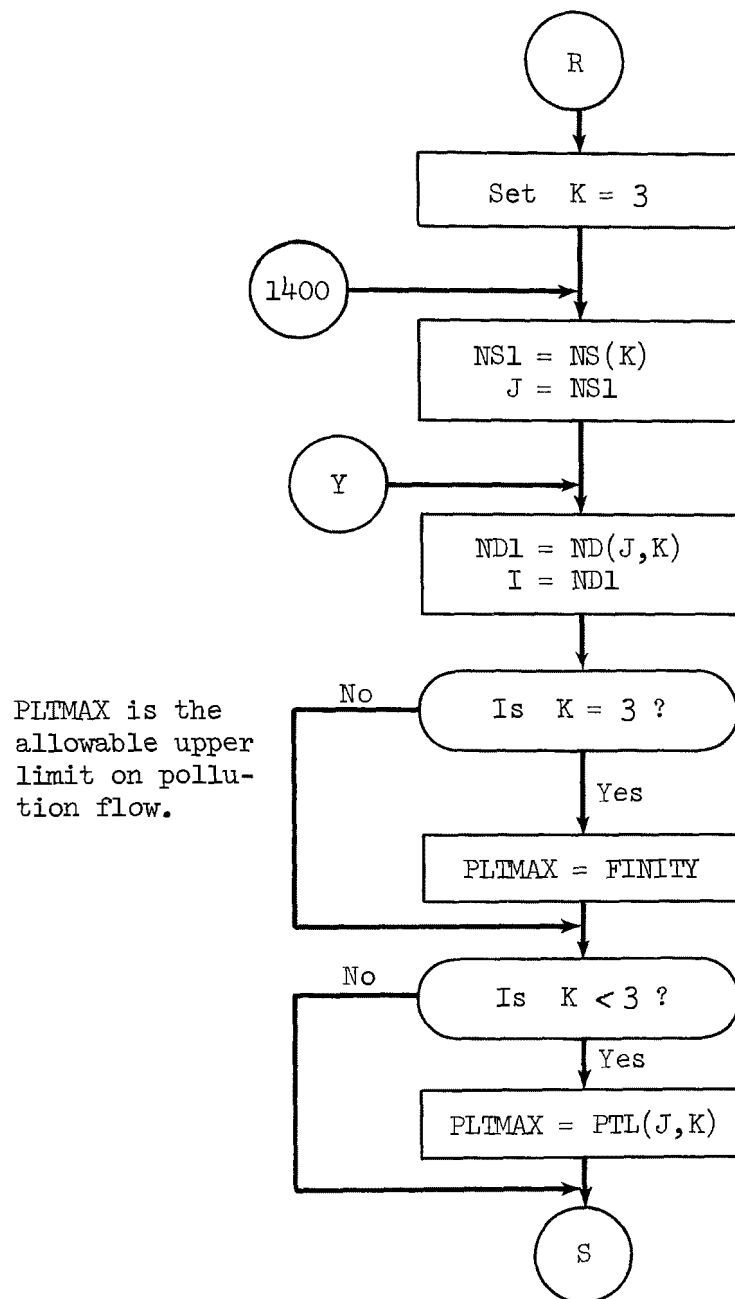 R
Set K = 3
1400
NS1 = NS(K)
J = NS1
Y
ND1 = ND(J,K)
I = ND1
PLTMAX is the
allowable upper
limit on pollu-
tion flow.
No
Is K = 3 ?
Yes
PLTMAX = FINITY
No
Is K < 3 ?
Yes
PLTMAX = PTL(J,K)
S